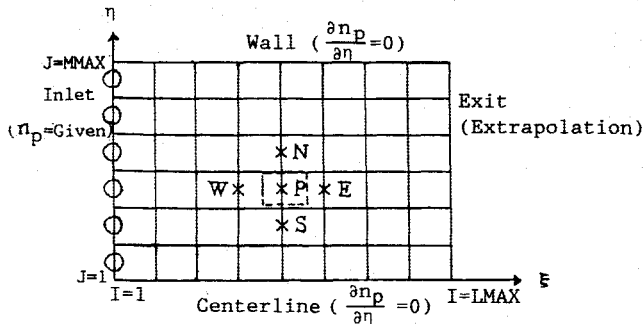 η
Wall (∂n_p/∂η=0)
J=MMAX
Inlet
(n_p=Given)
Exit
(Extrapolation)
N
W P E
S
J=1
I=1
Centerline (∂n_p/∂η=0)
I=LMAX
ξ